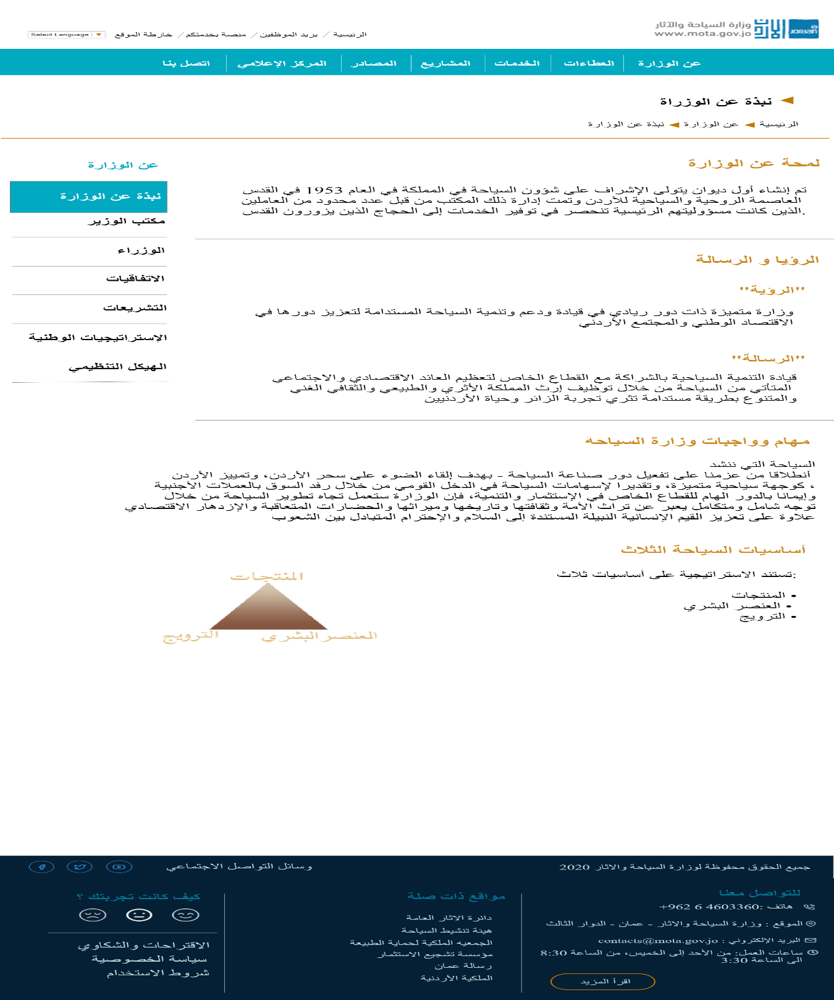 وزارة السياحة والآثار
www.mota.gov.jo
الأردن
Jordan
الرئيسية / بريد الموظفين / منصة بخدمتكم / خارطة الموقع
Select Language
عن الوزارة
العطاءات
الخدمات
المشاريع
المصادر
المركز الإعلامي
اتصل بنا
نبذة عن الوزراة
الرئيسية ◄ عن الوزارة ◄ نبذة عن الوزارة
لمحة عن الوزارة
تم إنشاء أول ديوان يتولى الإشراف على شؤون السياحة في المملكة في العام 1953 في القدس
العاصمة الروحية والسياحية للأردن وتمت إدارة ذلك المكتب من قبل عدد محدود من العاملين
الذين كانت مسؤوليتهم الرئيسية تنحصر في توفير الخدمات إلى الحجاج الذين يزورون القدس.
الرؤيا و الرسالة
"الرؤية"
وزارة متميزة ذات دور ريادي في قيادة ودعم وتنمية السياحة المستدامة لتعزيز دورها في
الاقتصاد الوطني والمجتمع الأردني
"الرسالة"
قيادة التنمية السياحية بالشراكة مع القطاع الخاص لتعظيم العائد الاقتصادي والاجتماعي
المتأتي من السياحة من خلال توظيف إرث المملكة الأثري والطبيعي والثقافي الغني
والمتنوع بطريقة مستدامة تثري تجربة الزائر وحياة الأردنيين
مهام وواجبات وزارة السياحه
السياحة التي ننشد
أنطلاقا من عزمنا على تفعيل دور صناعة السياحة - بهدف إلقاء الضوء على سحر الأردن، وتمييز الأردن
، كوجهة سياحية متميزة، وتقديرا لإسهامات السياحة في الدخل القومي من خلال رفد السوق بالعملات الأجنبية
وإيمانا بالدور الهام للقطاع الخاص في الإستثمار والتنمية، فإن الوزارة ستعمل تجاه تطوير السياحة من خلال
توجه شامل ومتكامل يعبر عن تراث الأمة وثقافتها وتاريخها وميراثها والحضارات المتعاقبة والإزدهار الاقتصادي
علاوة على تعزيز القيم الإنسانية النبيلة المستندة إلى السلام والإحترام المتبادل بين الشعوب
أساسيات السياحة الثلاث
تستند الاستراتيجية على أساسيات ثلاث:
• المنتجات
• العنصر البشري
• الترويج
المنتجات
العنصر البشري
الترويج
عن الوزارة
نبذة عن الوزارة
مكتب الوزير
الوزراء
الاتفاقيات
التشريعات
الإستراتيجيات الوطنية
الهيكل التنظيمي
جميع الحقوق محفوظة لوزارة السياحة والاثار 2020
وسائل التواصل الاجتماعي
للتواصل معنا
هاتف :4603360 6 962+
الموقع : وزارة السياحة والاثار - عمان - الدوار الثالث
البريد الإلكتروني : contacts@mota.gov.jo
ساعات العمل: من الأحد إلى الخميس، من الساعة 8:30
الى الساعة 3:30
اقرأ المزيد
مواقع ذات صلة
دائرة الاثار العامة
هيئة تنشيط السياحة
الجمعيه الملكية لحماية الطبيعة
مؤسسة تشجيع الاستثمار
رسالة عمان
الملكية الأردنية
كيف كانت تجربتك ؟
الاقتراحات والشكاوي
سياسة الخصوصية
شروط الاستخدام